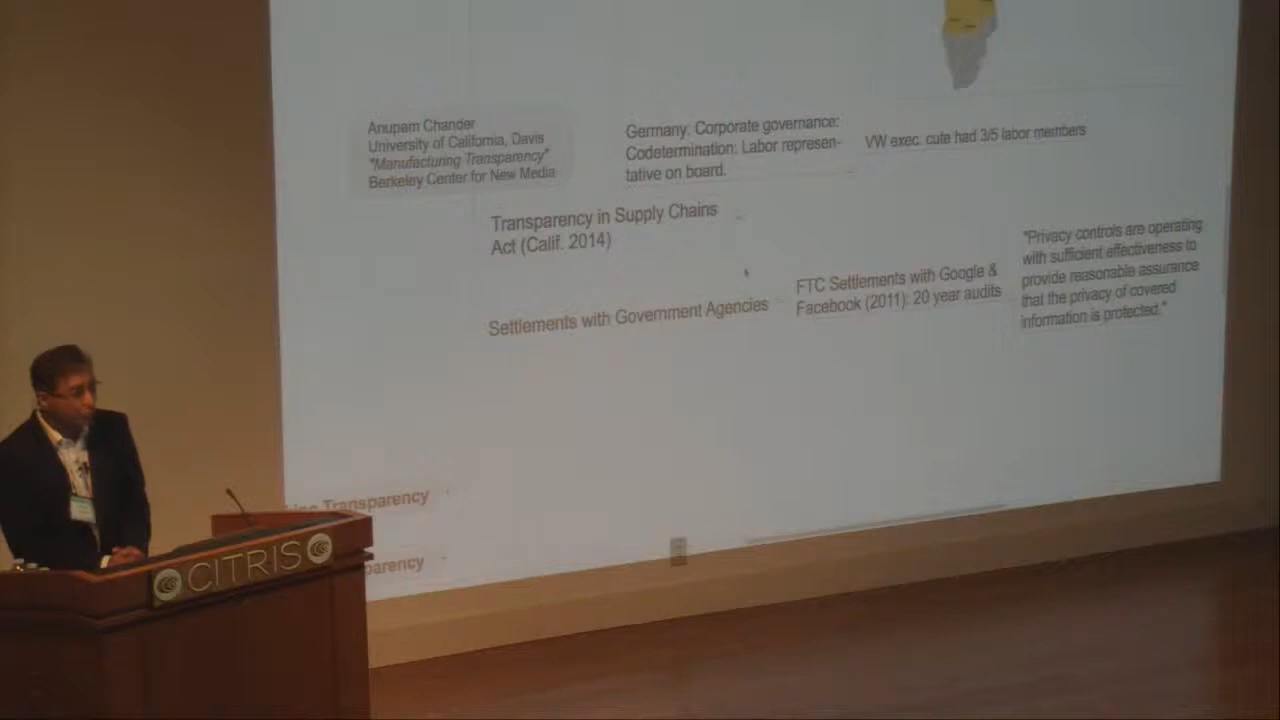 Anupam Chander
University of California, Davis
"Manufacturing Transparency"
Berkeley Center for New Media
Germany: Corporate governance:
Codetermination: Labor represen-
tative on board.
VW exec. cute had 3/5 labor members
Transparency in Supply Chains
Act (Calif. 2014)
Settlements with Government Agencies
FTC Settlements with Google &
Facebook (2011): 20 year audits
"Privacy controls are operating
with sufficient effectiveness to
provide reasonable assurance
that the privacy of covered
information is protected."
Transparency
parency
CITRIS